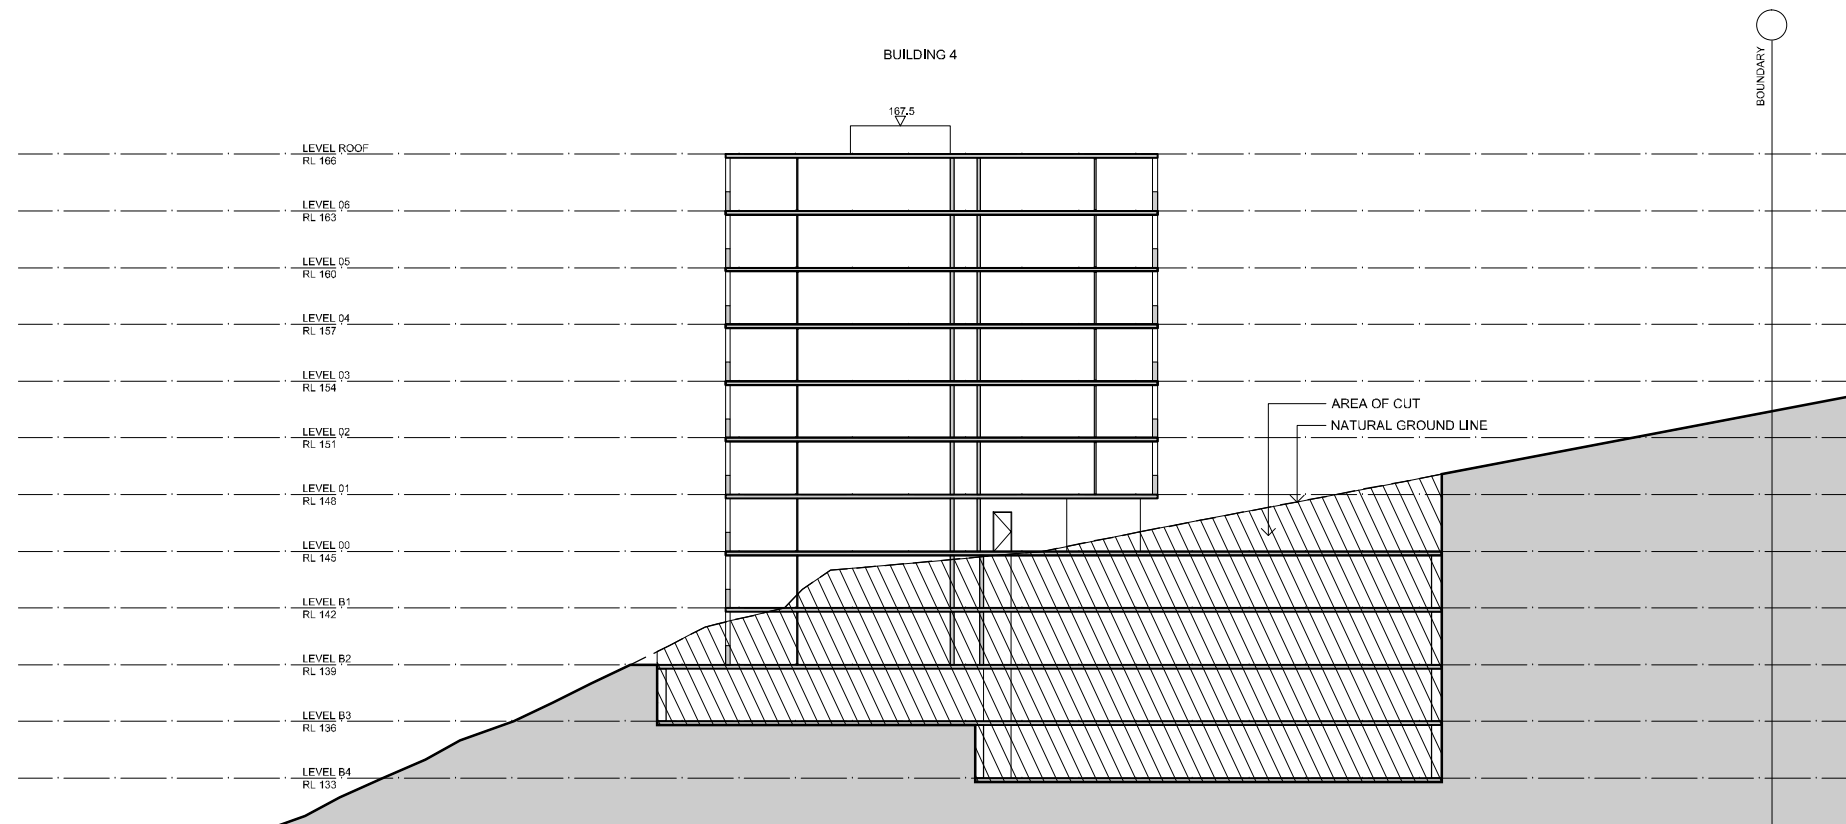 BUILDING 4
BOUNDARY
167.5
LEVEL ROOF
RL 166
LEVEL 06
RL 163
LEVEL 05
RL 160
LEVEL 04
RL 157
LEVEL 03
RL 154
AREA OF CUT
NATURAL GROUND LINE
LEVEL 02
RL 151
LEVEL 01
RL 148
LEVEL 00
RL 145
LEVEL B1
RL 142
LEVEL B2
RL 139
LEVEL B3
RL 136
LEVEL B4
RL 133